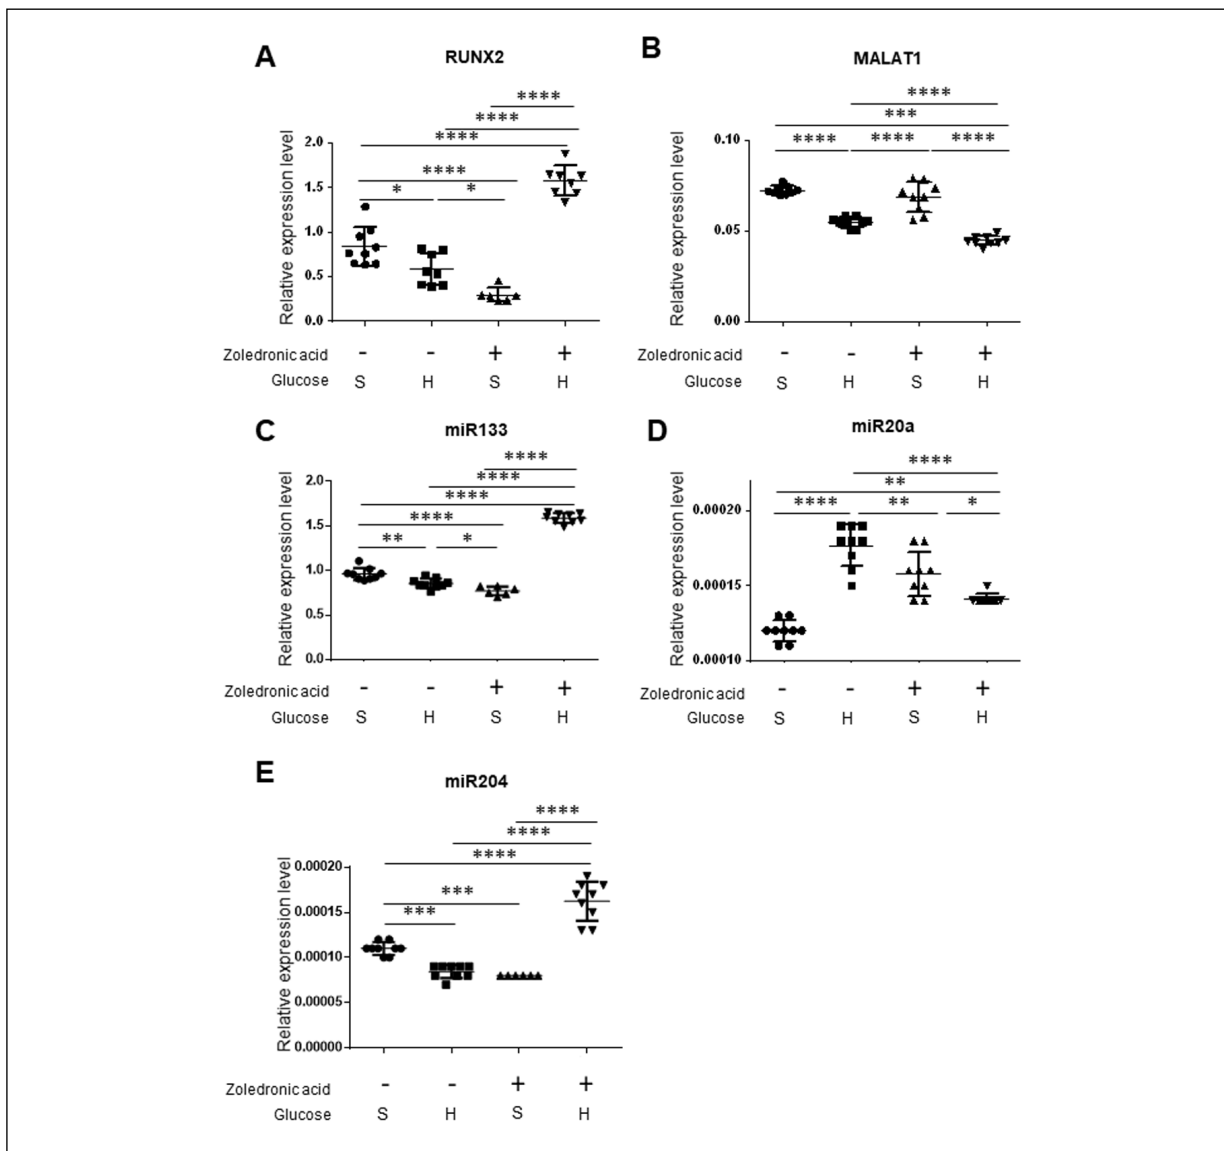 A
RUNX2
****
****
****
****
* *
Relative expression level
2.0
1.5
1.0
0.5
0.0
Zoledronic acid - - + +
Glucose S H S H
B
MALAT1
****
***
**** **** ****
Relative expression level
0.10
0.05
0.00
Zoledronic acid - - + +
Glucose S H S H
C
miR133
****
****
****
****
** *
Relative expression level
2.0
1.5
1.0
0.5
0.0
Zoledronic acid - - + +
Glucose S H S H
D
miR20a
****
**
**** ** *
Relative expression level
0.00020
0.00015
0.00010
Zoledronic acid - - + +
Glucose S H S H
E
miR204
****
****
****
***
***
Relative expression level
0.00020
0.00015
0.00010
0.00005
0.00000
Zoledronic acid - - + +
Glucose S H S H